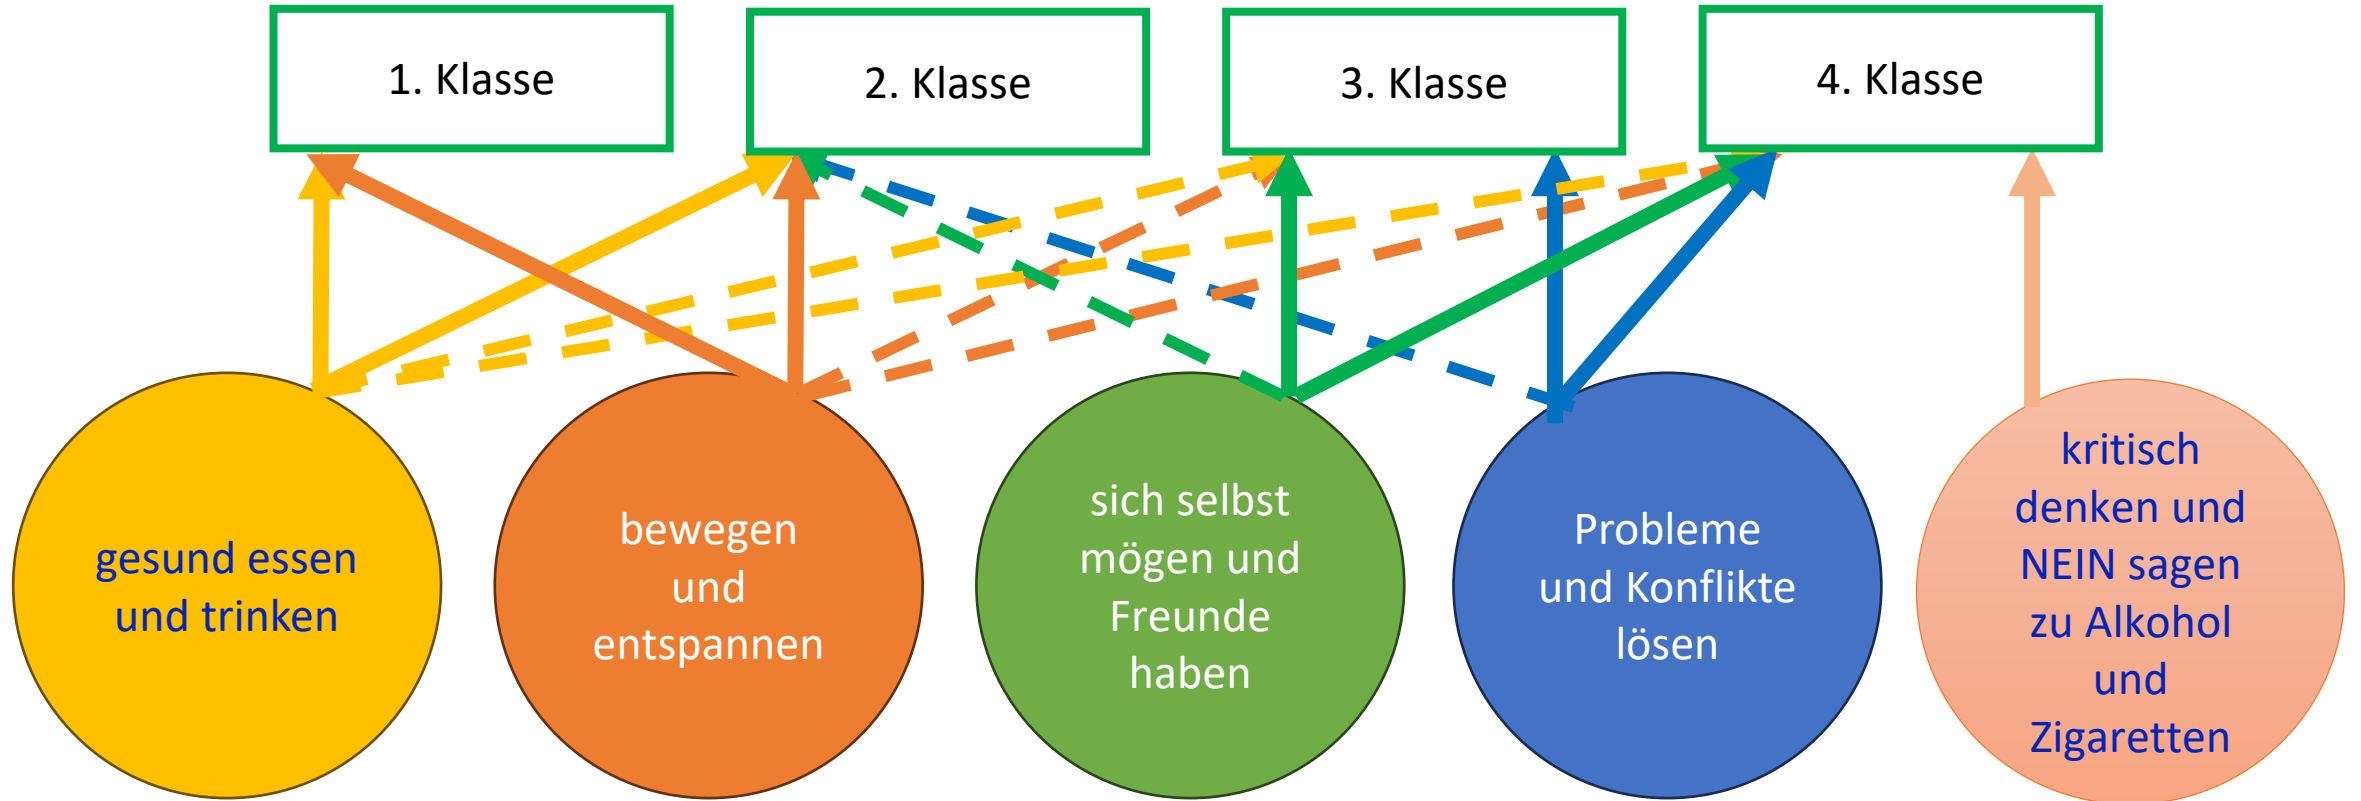 1. Klasse
2. Klasse
3. Klasse
4. Klasse
gesund essen
und trinken
bewegen
und
entspannen
sich selbst
mögen und
Freunde
haben
Probleme
und Konflikte
lösen
kritisch
denken und
NEIN sagen
zu Alkohol
und
Zigaretten